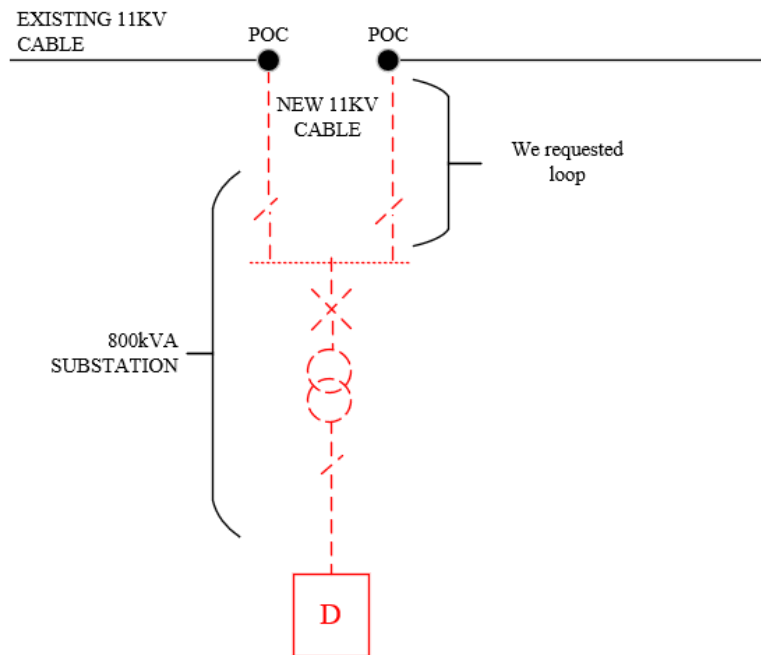 EXISTING 11KV
CABLE
POC
POC
NEW 11KV
CABLE
We requested
loop
800kVA
SUBSTATION
D